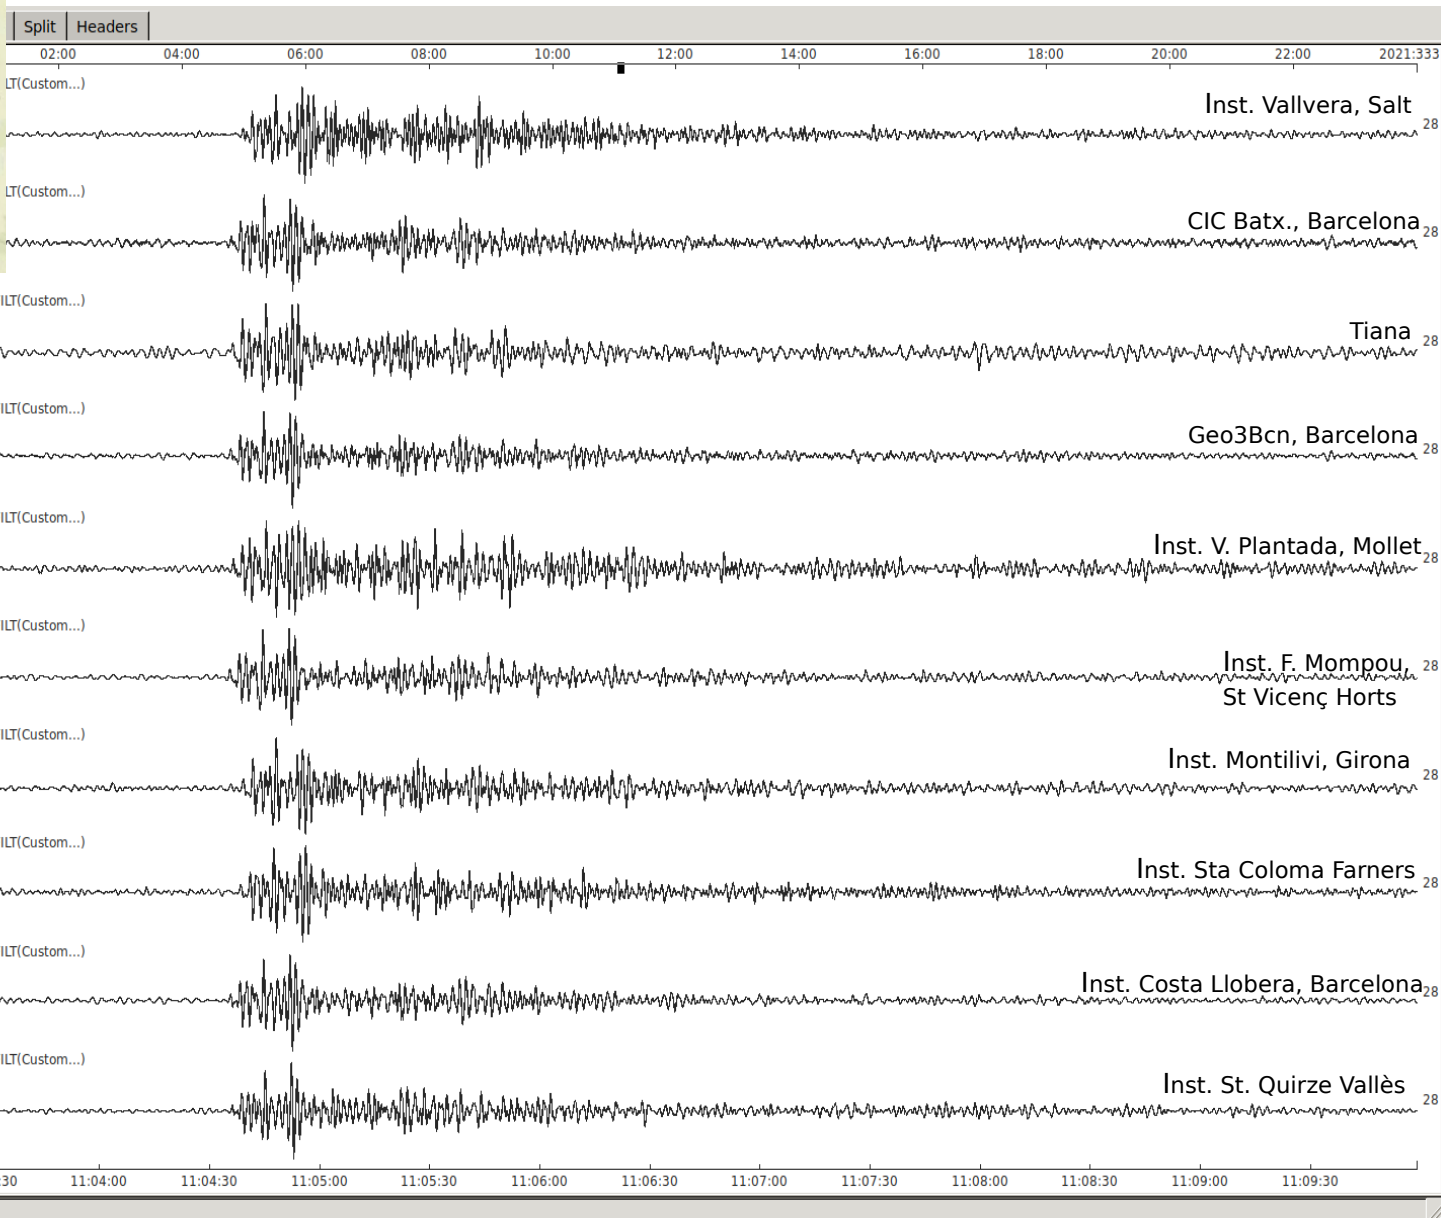 Split Headers
02:00 04:00 06:00 08:00 10:00 12:00 14:00 16:00 18:00 20:00 22:00 2021:333
LT(Custom...)
Inst. Vallvera, Salt
28
LT(Custom...)
CIC Batx., Barcelona
28
ILT(Custom...)
Tiana
28
ILT(Custom...)
Geo3Bcn, Barcelona
28
ILT(Custom...)
Inst. V. Plantada, Mollet
28
ILT(Custom...)
Inst. F. Mompou,
28
St Vicenç Horts
ILT(Custom...)
Inst. Montilivi, Girona
28
ILT(Custom...)
Inst. Sta Coloma Farners
28
ILT(Custom...)
Inst. Costa Llobera, Barcelona
28
ILT(Custom...)
Inst. St. Quirze Vallès
28
:30 11:04:00 11:04:30 11:05:00 11:05:30 11:06:00 11:06:30 11:07:00 11:07:30 11:08:00 11:08:30 11:09:00 11:09:30